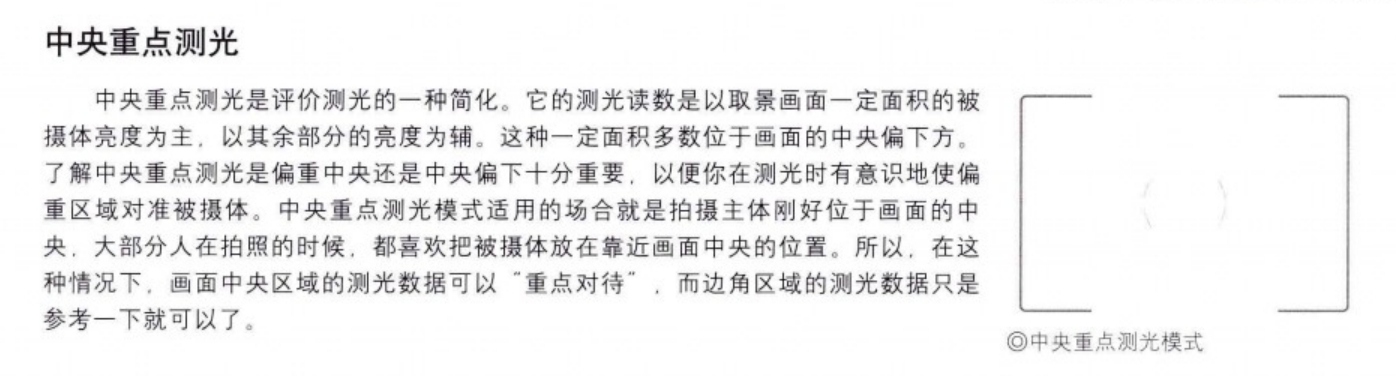 中央重点测光
中央重点测光是评价测光的一种简化。它的测光读数是以取景画面一定面积的被
摄体亮度为主，以其余部分的亮度为辅。这种一定面积多数位于画面的中央偏下方。
了解中央重点测光是偏重中央还是中央偏下十分重要，以便你在测光时有意识地使偏
重区域对准被摄体。中央重点测光模式适用的场合就是拍摄主体刚好位于画面的中
央，大部分人在拍照的时候，都喜欢把被摄体放在靠近画面中央的位置。所以，在这
种情况下，画面中央区域的测光数据可以“重点对待”，而边角区域的测光数据只是
参考一下就可以了。
◎中央重点测光模式